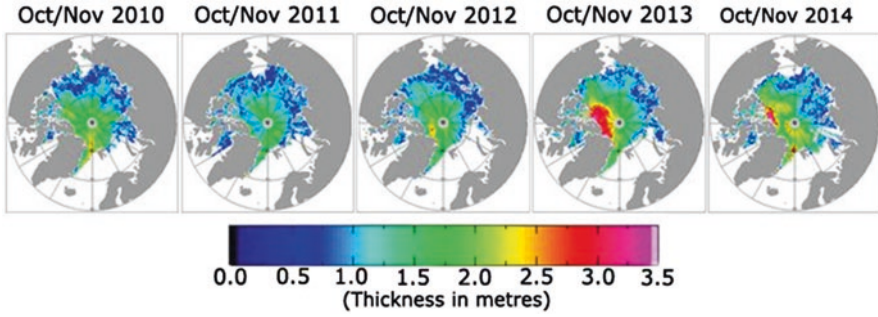 Oct/Nov 2010 Oct/Nov 2011 Oct/Nov 2012 Oct/Nov 2013 Oct/Nov 2014
0.0 0.5 1.0 1.5 2.0 2.5 3.0 3.5
(Thickness in metres)